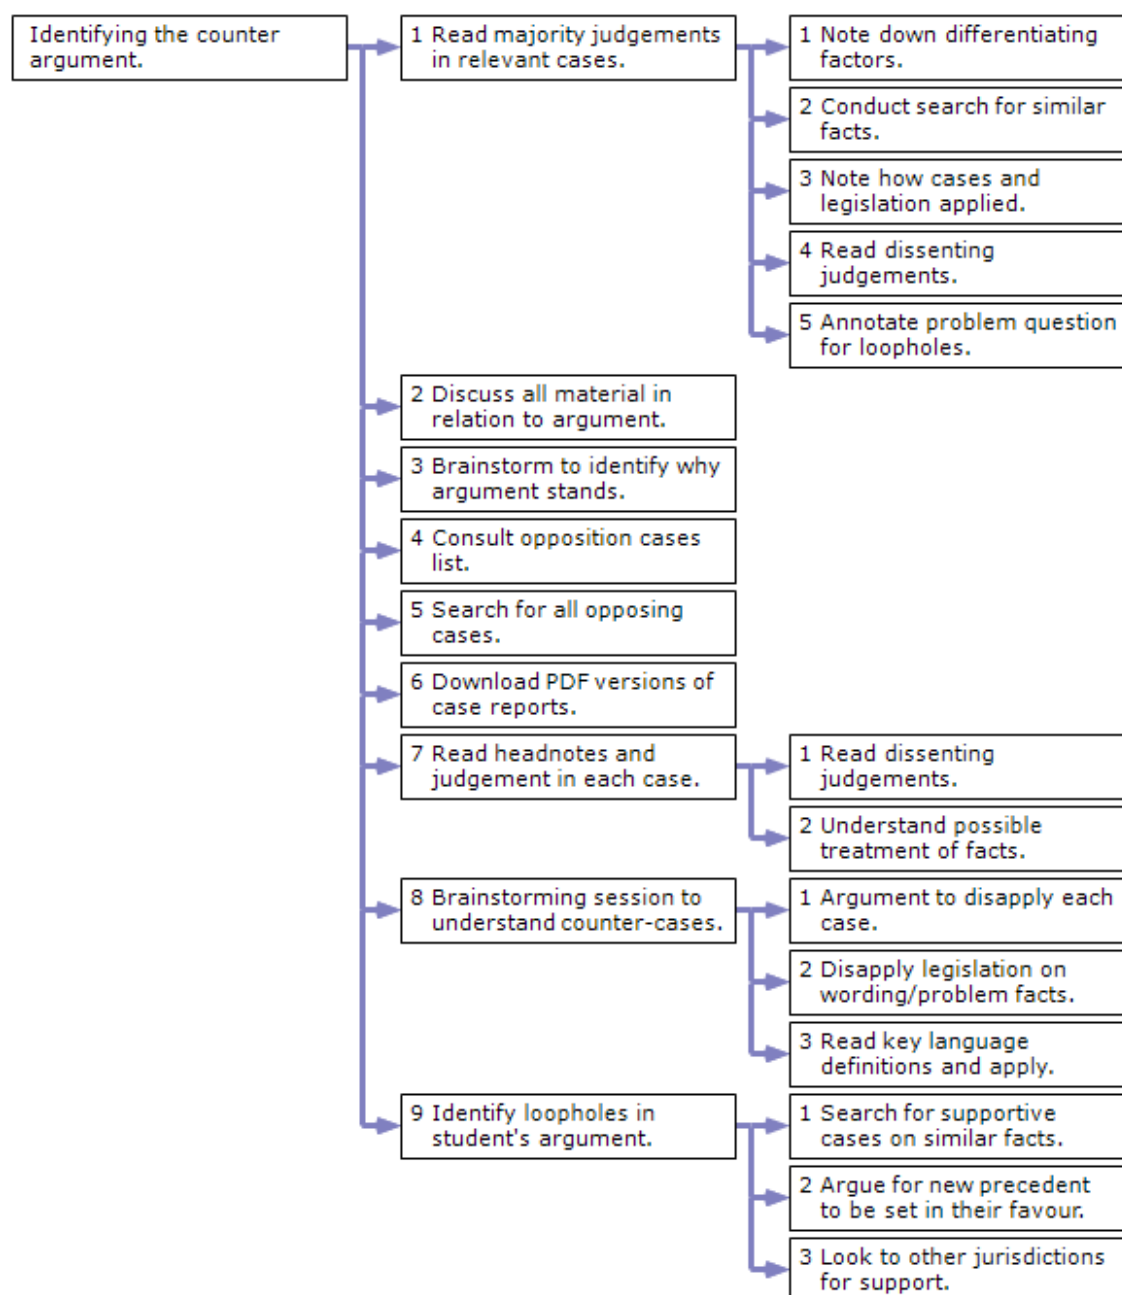 Identifying the counter
argument.
1 Read majority judgements
in relevant cases.
1 Note down differentiating
factors.
2 Conduct search for similar
facts.
3 Note how cases and
legislation applied.
4 Read dissenting
judgements.
5 Annotate problem question
for loopholes.
2 Discuss all material in
relation to argument.
3 Brainstorm to identify why
argument stands.
4 Consult opposition cases
list.
5 Search for all opposing
cases.
6 Download PDF versions of
case reports.
7 Read headnotes and
judgement in each case.
1 Read dissenting
judgements.
2 Understand possible
treatment of facts.
8 Brainstorming session to
understand counter-cases.
1 Argument to disapply each
case.
2 Disapply legislation on
wording/problem facts.
3 Read key language
definitions and apply.
9 Identify loopholes in
student's argument.
1 Search for supportive
cases on similar facts.
2 Argue for new precedent
to be set in their favour.
3 Look to other jurisdictions
for support.